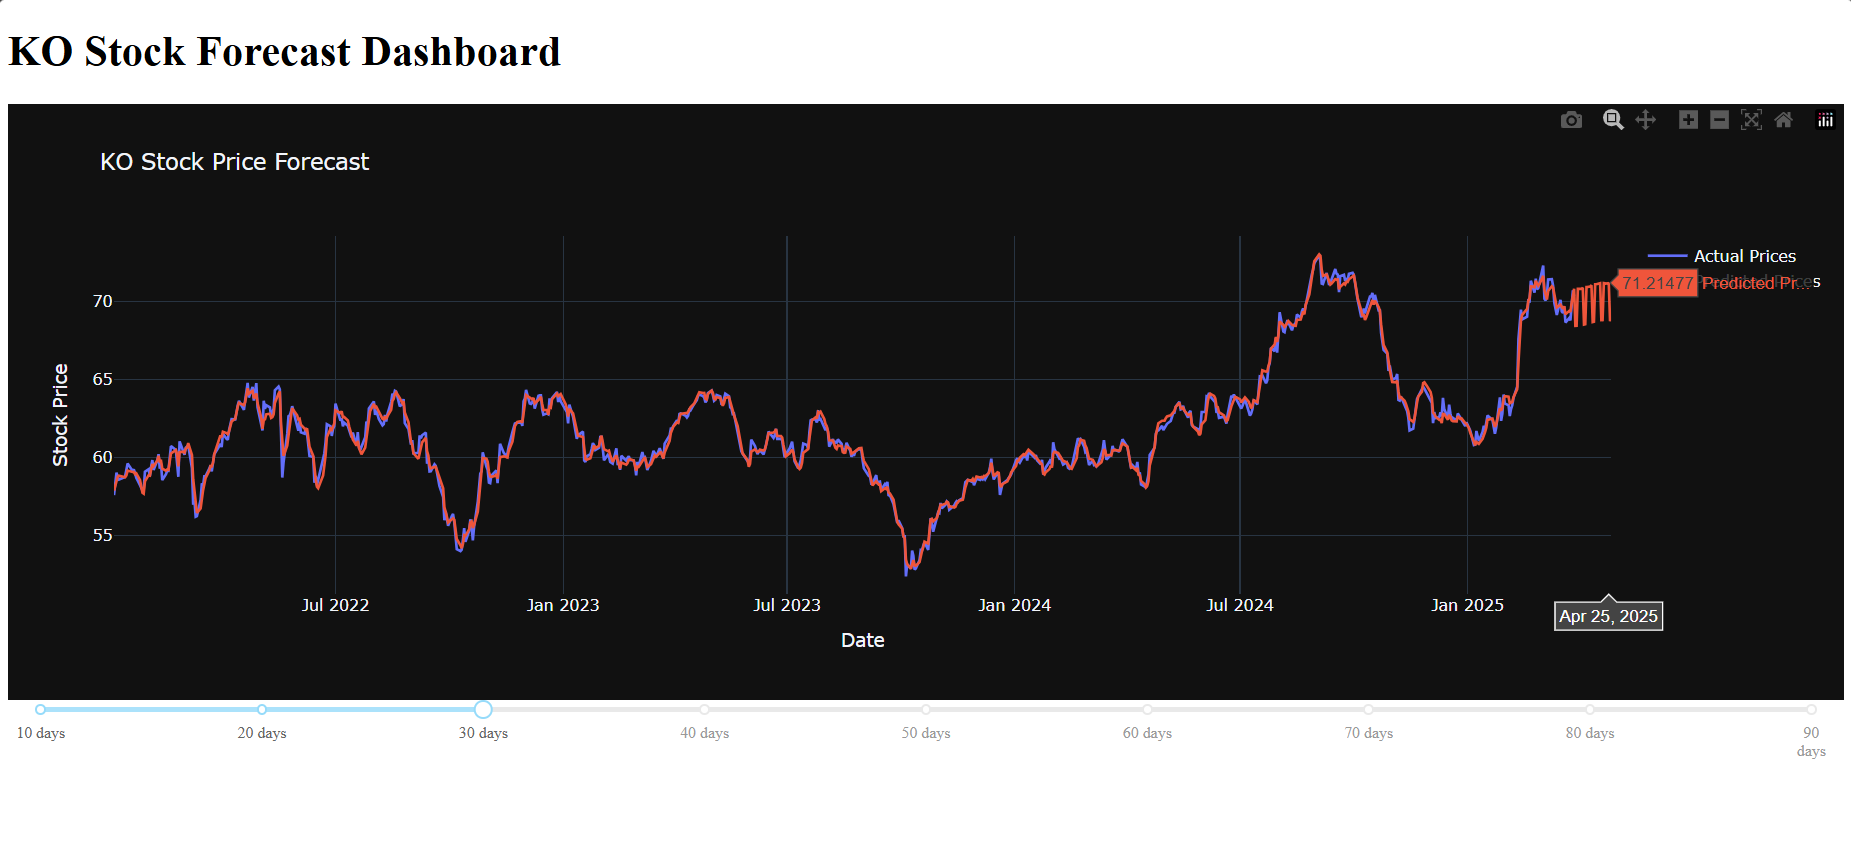 KO Stock Forecast Dashboard
KO Stock Price Forecast
Actual Prices
Predicted Prices
71.21477 Predicted Pr...
Stock Price
70
65
60
55
Jul 2022 Jan 2023 Jul 2023 Jan 2024 Jul 2024 Jan 2025
Apr 25, 2025
Date
10 days 20 days 30 days 40 days 50 days 60 days 70 days 80 days 90
days